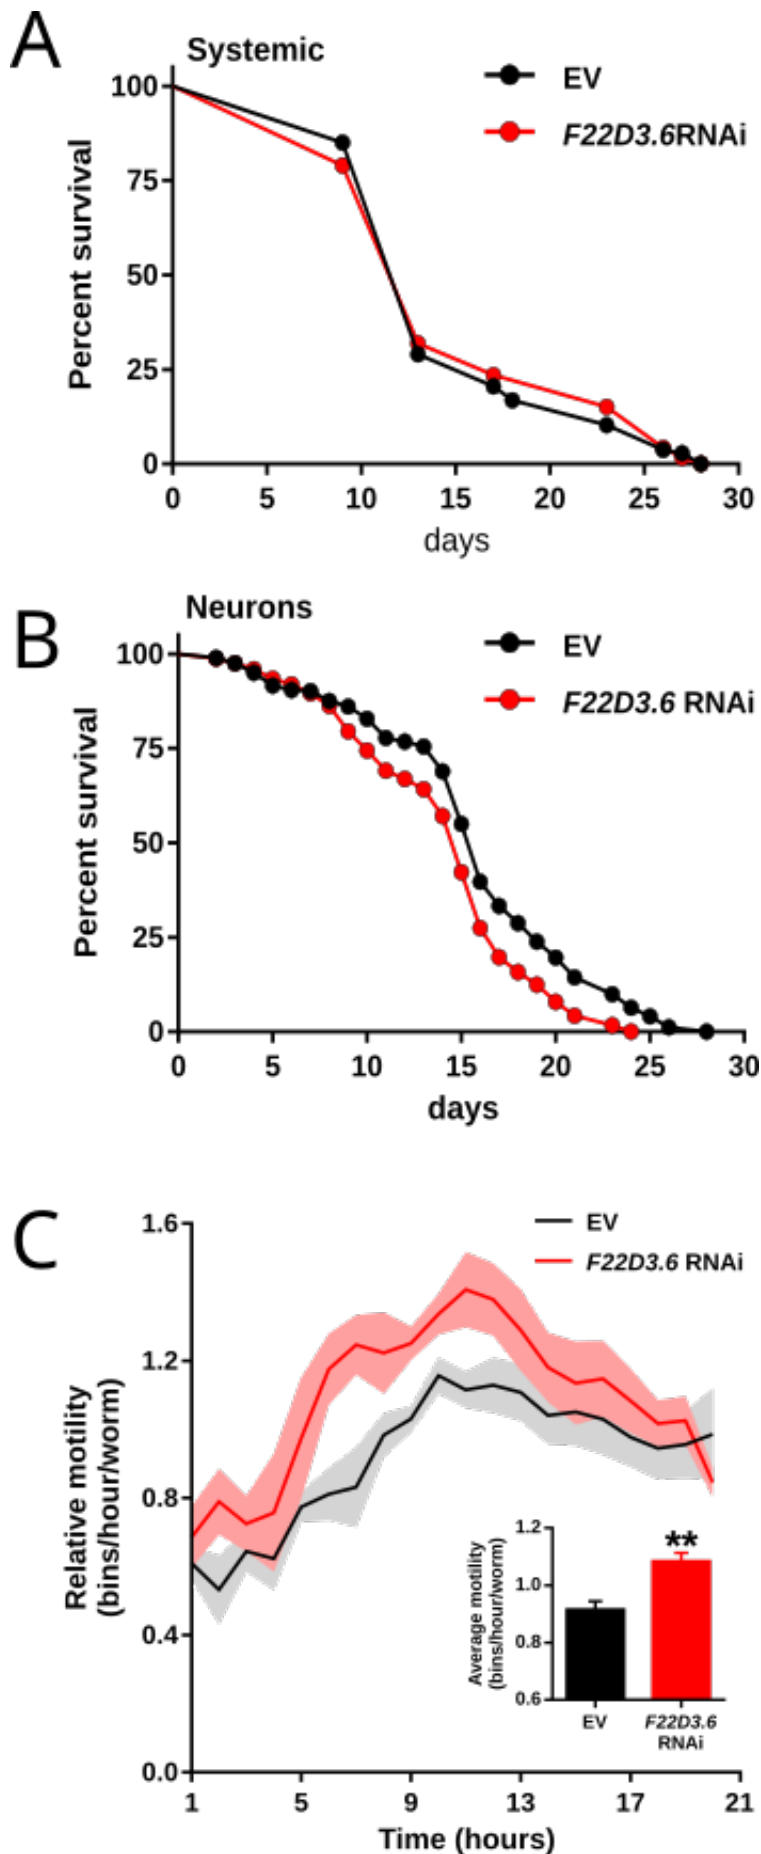 A
Systemic
EV
F22D3.6RNAi
Percent survival
100
75
50
25
0
0 5 10 15 20 25 30
days
B
Neurons
EV
F22D3.6 RNAi
Percent survival
100
75
50
25
0
0 5 10 15 20 25 30
days
C
EV
F22D3.6 RNAi
Relative motility
(bins/hour/worm)
1.6
1.2
0.8
0.4
0.0
1 5 9 13 17 21
Time (hours)
Average motility
(bins/hour/worm)
1.2
1.0
0.8
0.6
**
EV
F22D3.6
RNAi